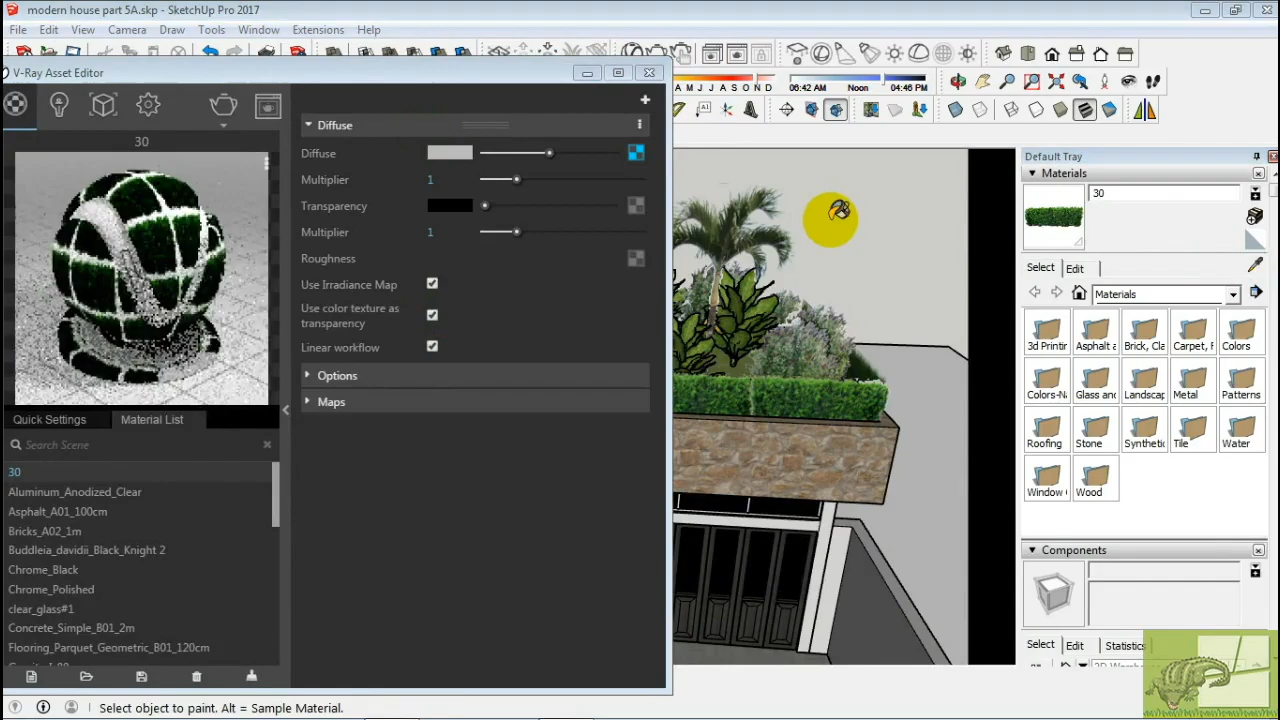 modern house part 5A.skp - SketchUp Pro 2017
File Edit View Camera Draw Tools Window Extensions Help
V-Ray Asset Editor
J A M J J A S O N D
06:42 AM Noon 04:46 PM
A1
30
Diffuse
Diffuse
Multiplier 1
Transparency
Multiplier 1
Roughness
Use Irradiance Map
Use color texture as
transparency
Linear workflow
Options
Maps
Quick Settings Material List
Search Scene
30
Aluminum_Anodized_Clear
Asphalt_A01_100cm
Bricks_A02_1m
Buddleia_davidii_Black_Knight 2
Chrome_Black
Chrome_Polished
clear_glass#1
Concrete_Simple_B01_2m
Flooring_Parquet_Geometric_B01_120cm
Default Tray
Materials
30
Select Edit
Materials
3d Printin Asphalt a Brick, Cla Carpet, F Colors
Colors-Na Glass and Landscap Metal Patterns
Roofing Stone Synthetic Tile Water
Window Wood
Components
Select Edit Statistics
Select object to paint. Alt = Sample Material.